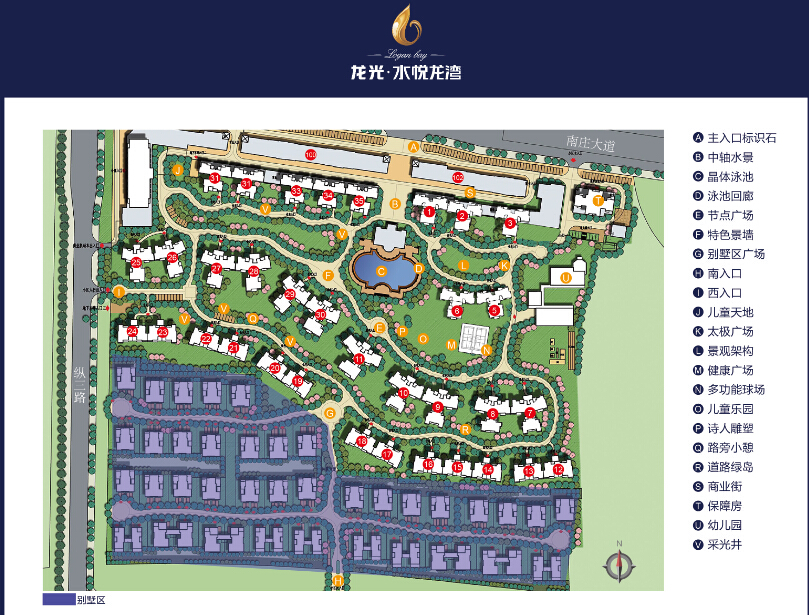 Logan bay
龙光·水悦龙湾
南庄大道
纵三路
A 主入口标识石
B 中轴水景
C 晶体泳池
D 泳池回廊
E 节点广场
F 特色景墙
G 别墅区广场
H 南入口
I 西入口
J 儿童天地
K 太极广场
L 景观架构
M 健康广场
N 多功能球场
O 儿童乐园
P 诗人雕塑
Q 路旁小憩
R 道路绿岛
S 商业街
T 保障房
U 幼儿园
V 采光井
A
103
102
J
31
31
33
34
35
S
T
V
B
1
2
3
V
25
26
27
28
F
C
D
L
K
U
I
29
30
6
5
V
V
24
23
22
21
V
E
P
O
M
N
11
20
19
10
9
8
7
G
R
18
17
16
15
14
13
12
N
H
别墅区